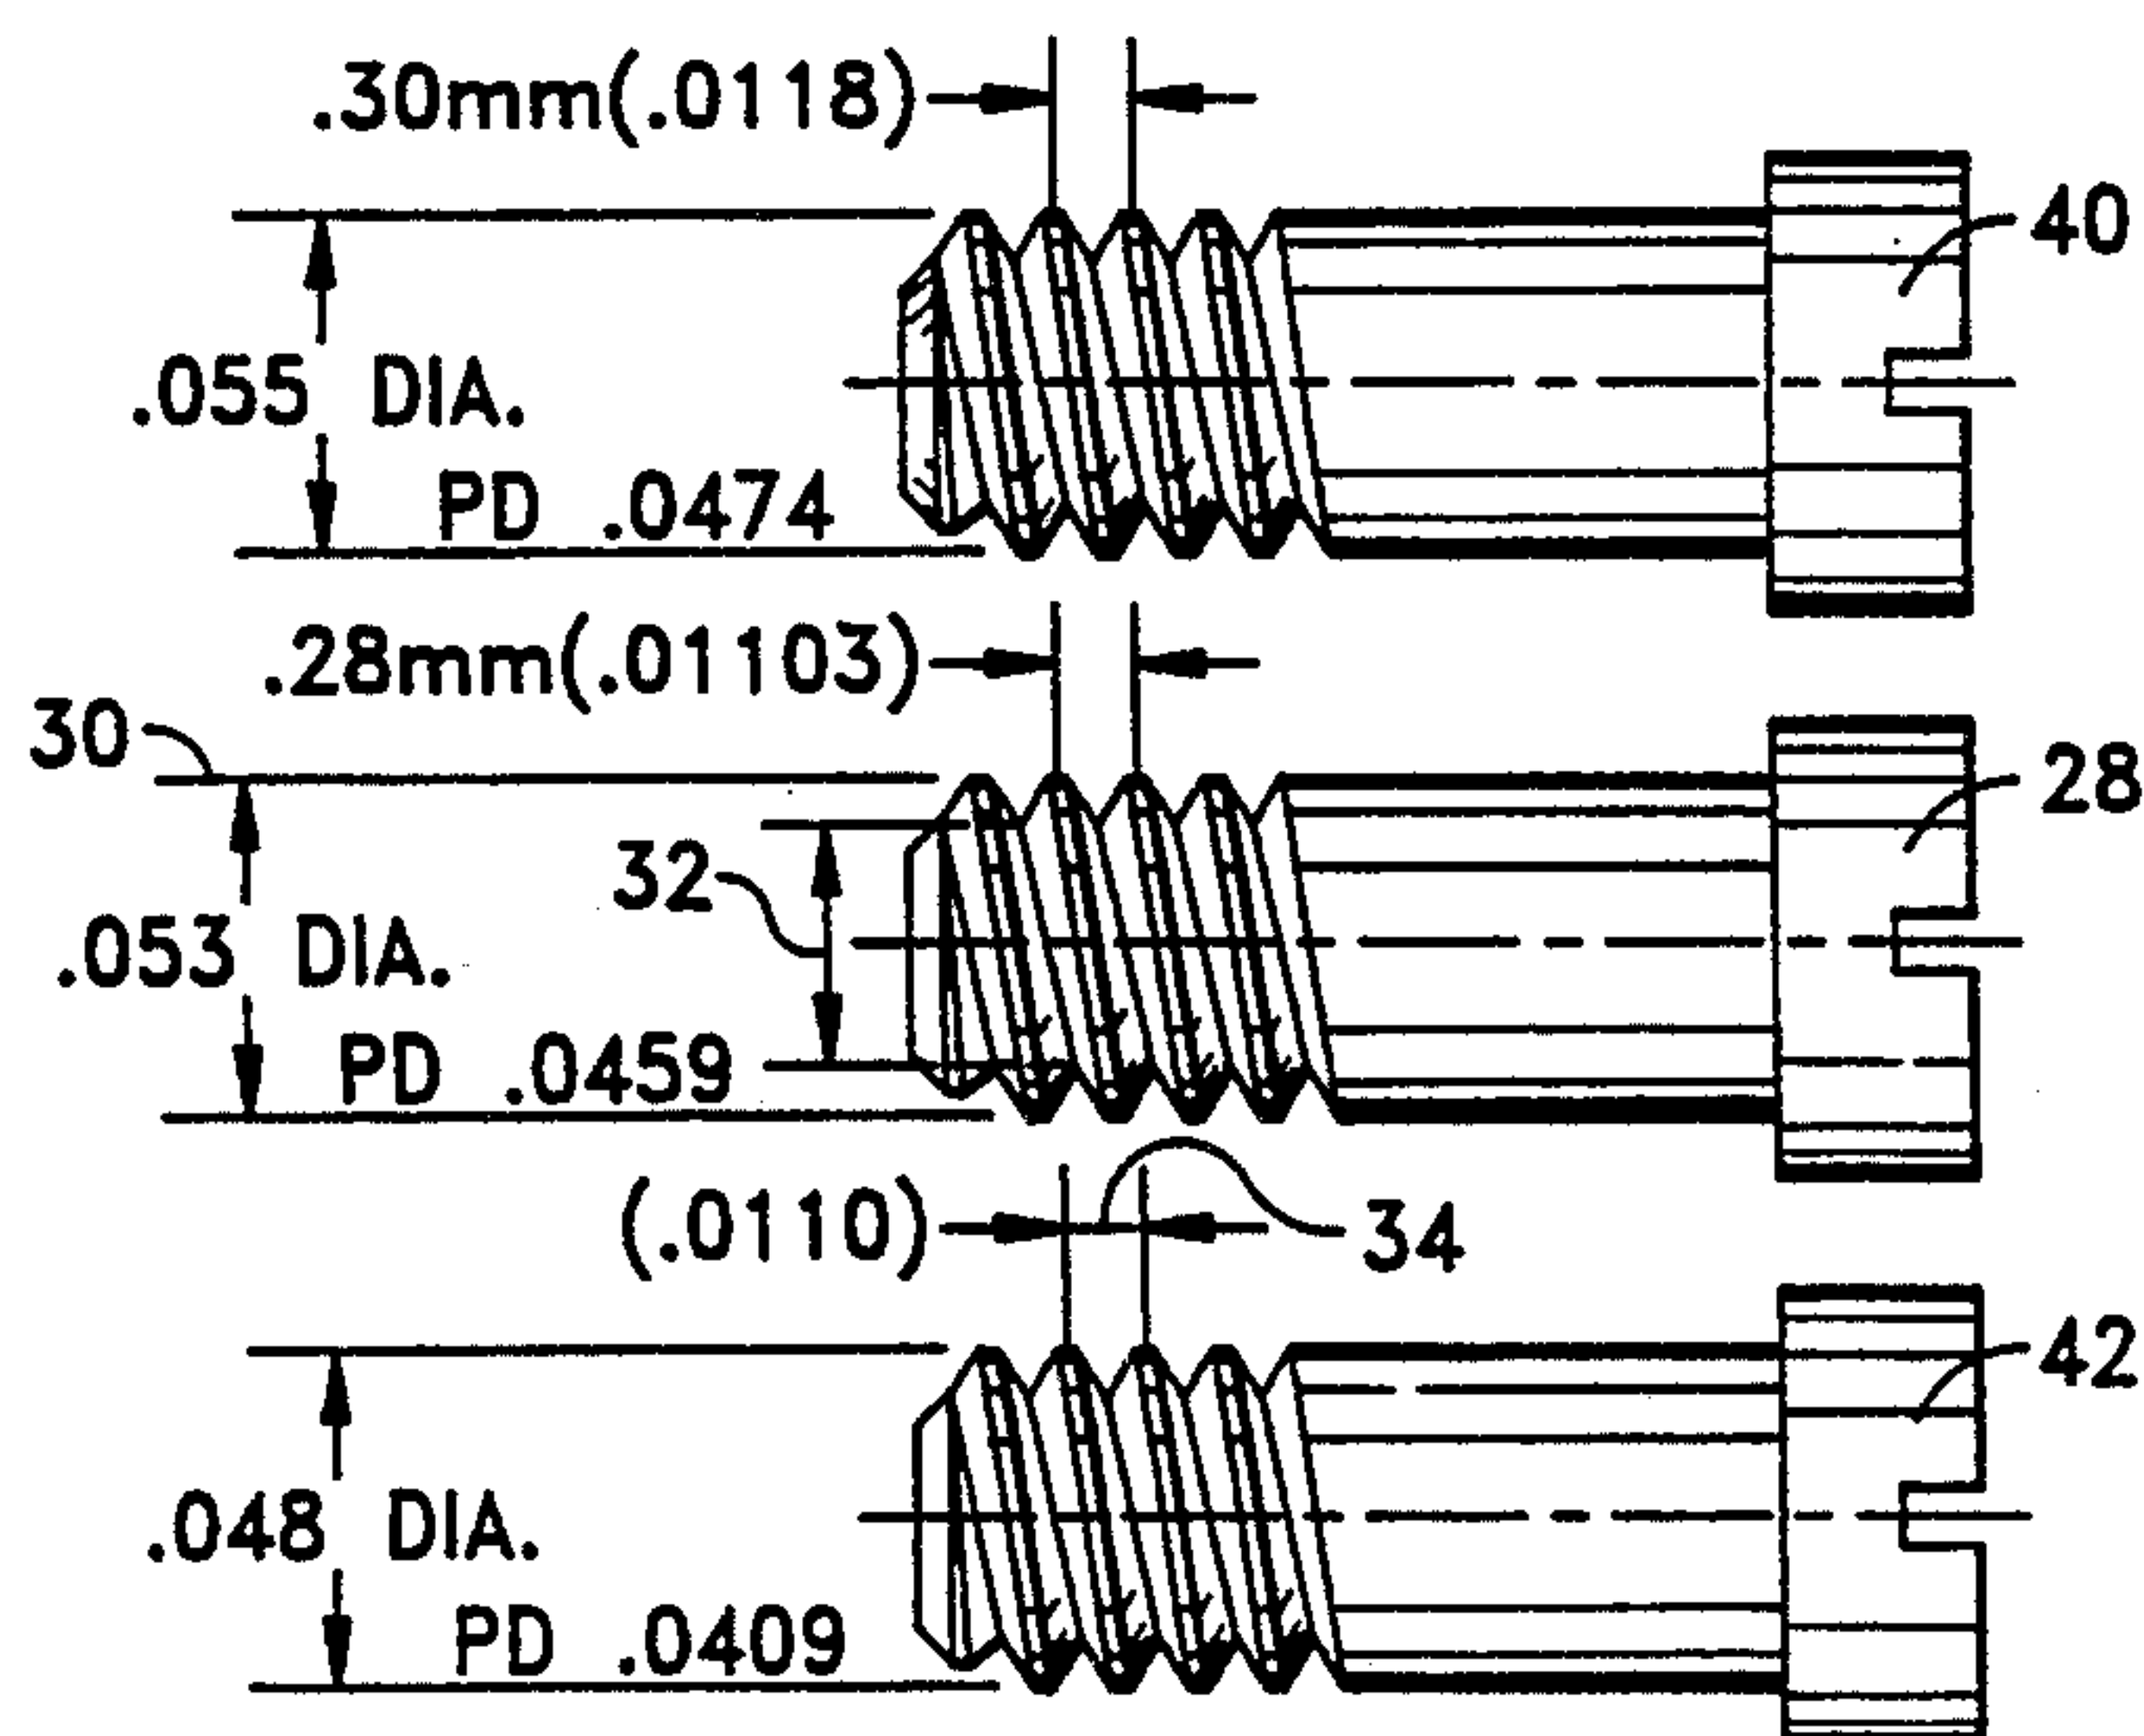 .30mm(.0118)
40
.055 DIA.
PD .0474
.28mm(.01103)
30
28
32
.053 DIA.
PD .0459
(.0110)
34
42
.048 DIA.
PD .0409